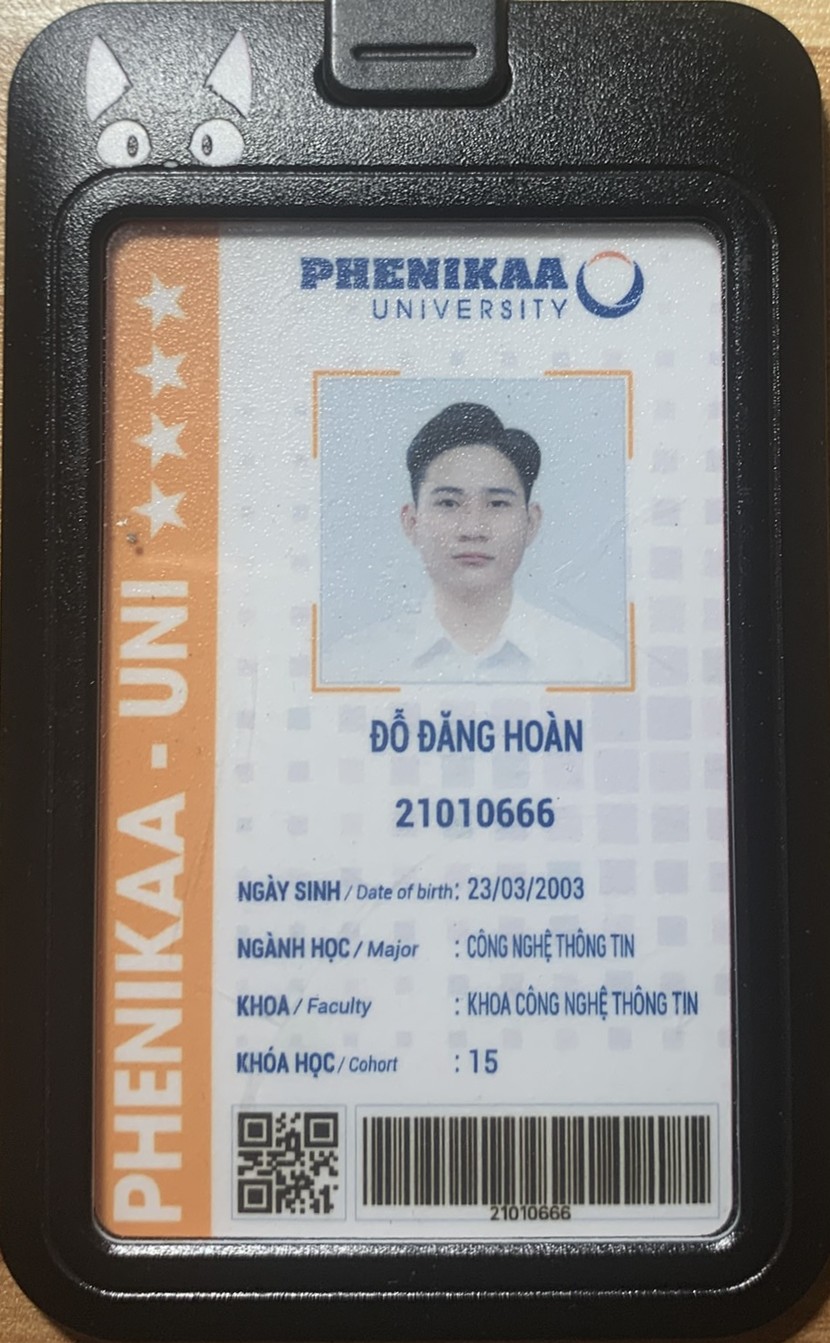 PHENIKAA
UNIVERSITY
PHENIKAA - UNI
ĐỖ ĐĂNG HOÀN
21010666
NGÀY SINH / Date of birth: 23/03/2003
NGÀNH HỌC / Major : CÔNG NGHỆ THÔNG TIN
KHOA / Faculty : KHOA CÔNG NGHỆ THÔNG TIN
KHÓA HỌC / Cohort : 15
21010666